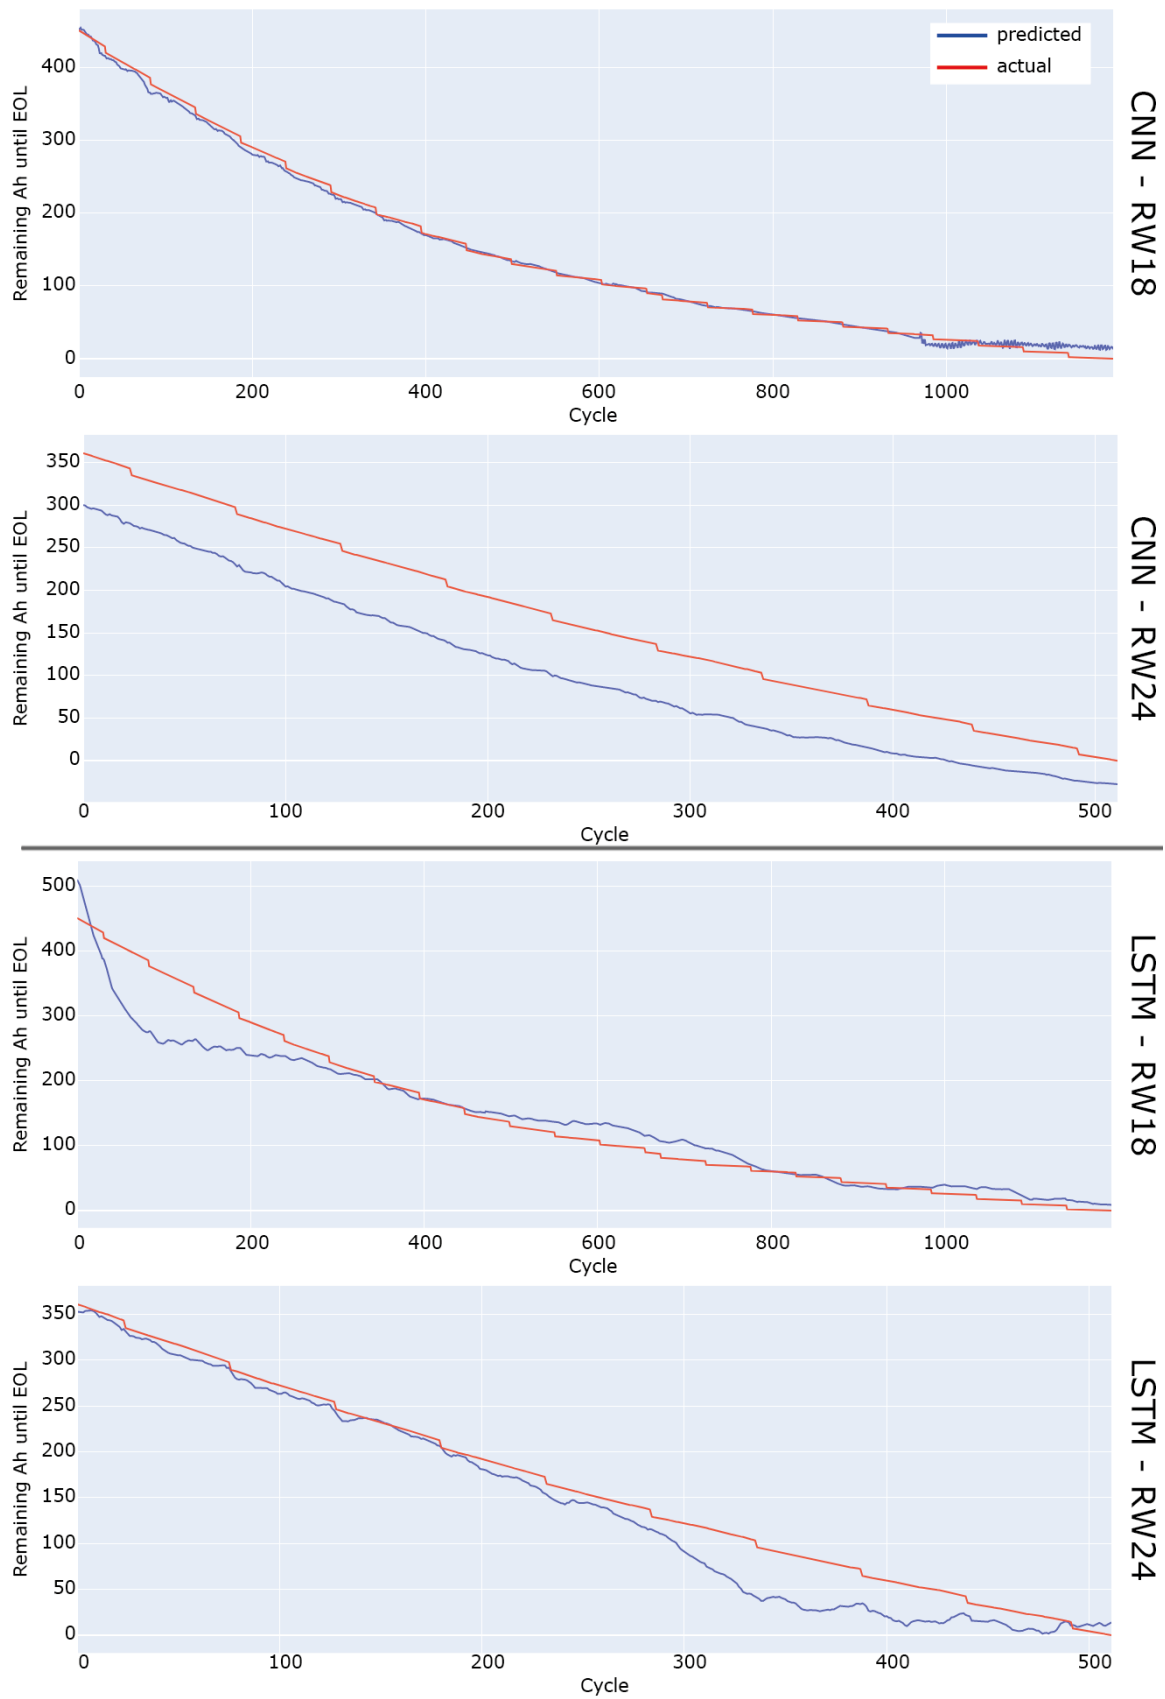 predicted
actual
Remaining Ah until EOL
400
300
200
100
0
0 200 400 600 800 1000
Cycle
CNN - RW18
Remaining Ah until EOL
350
300
250
200
150
100
50
0
0 100 200 300 400 500
Cycle
CNN - RW24
Remaining Ah until EOL
500
400
300
200
100
0
0 200 400 600 800 1000
Cycle
LSTM - RW18
Remaining Ah until EOL
350
300
250
200
150
100
50
0
0 100 200 300 400 500
Cycle
LSTM - RW24